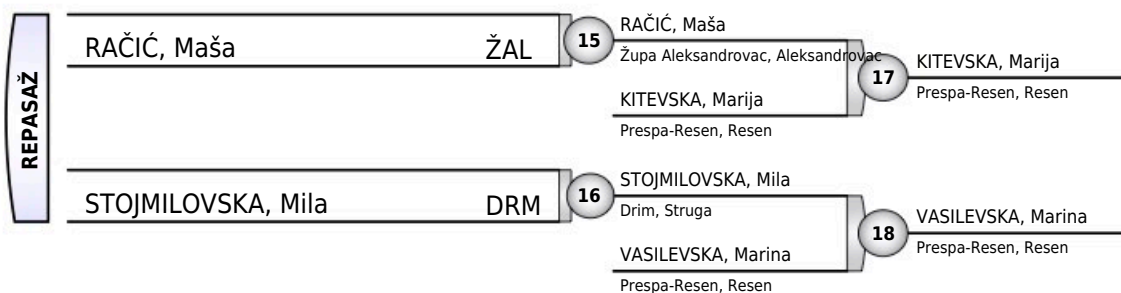 REPASAŽ
RAČIĆ, Maša ŽAL
15
RAČIĆ, Maša
Župa Aleksandrovac, Aleksandrovac
KITEVSKA, Marija
Prespa-Resen, Resen
17
KITEVSKA, Marija
Prespa-Resen, Resen
STOJMILOVSKA, Mila DRM
16
STOJMILOVSKA, Mila
Drim, Struga
VASILEVSKA, Marina
Prespa-Resen, Resen
18
VASILEVSKA, Marina
Prespa-Resen, Resen